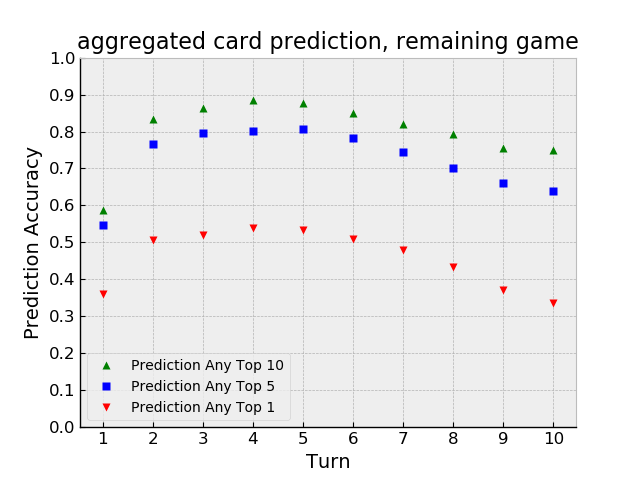 aggregated card prediction, remaining game
1.0
0.9
0.8
0.7
0.6
0.5
0.4
0.3
0.2
0.1
0.0
Prediction Accuracy
Prediction Any Top 10
Prediction Any Top 5
Prediction Any Top 1
1 2 3 4 5 6 7 8 9 10
Turn